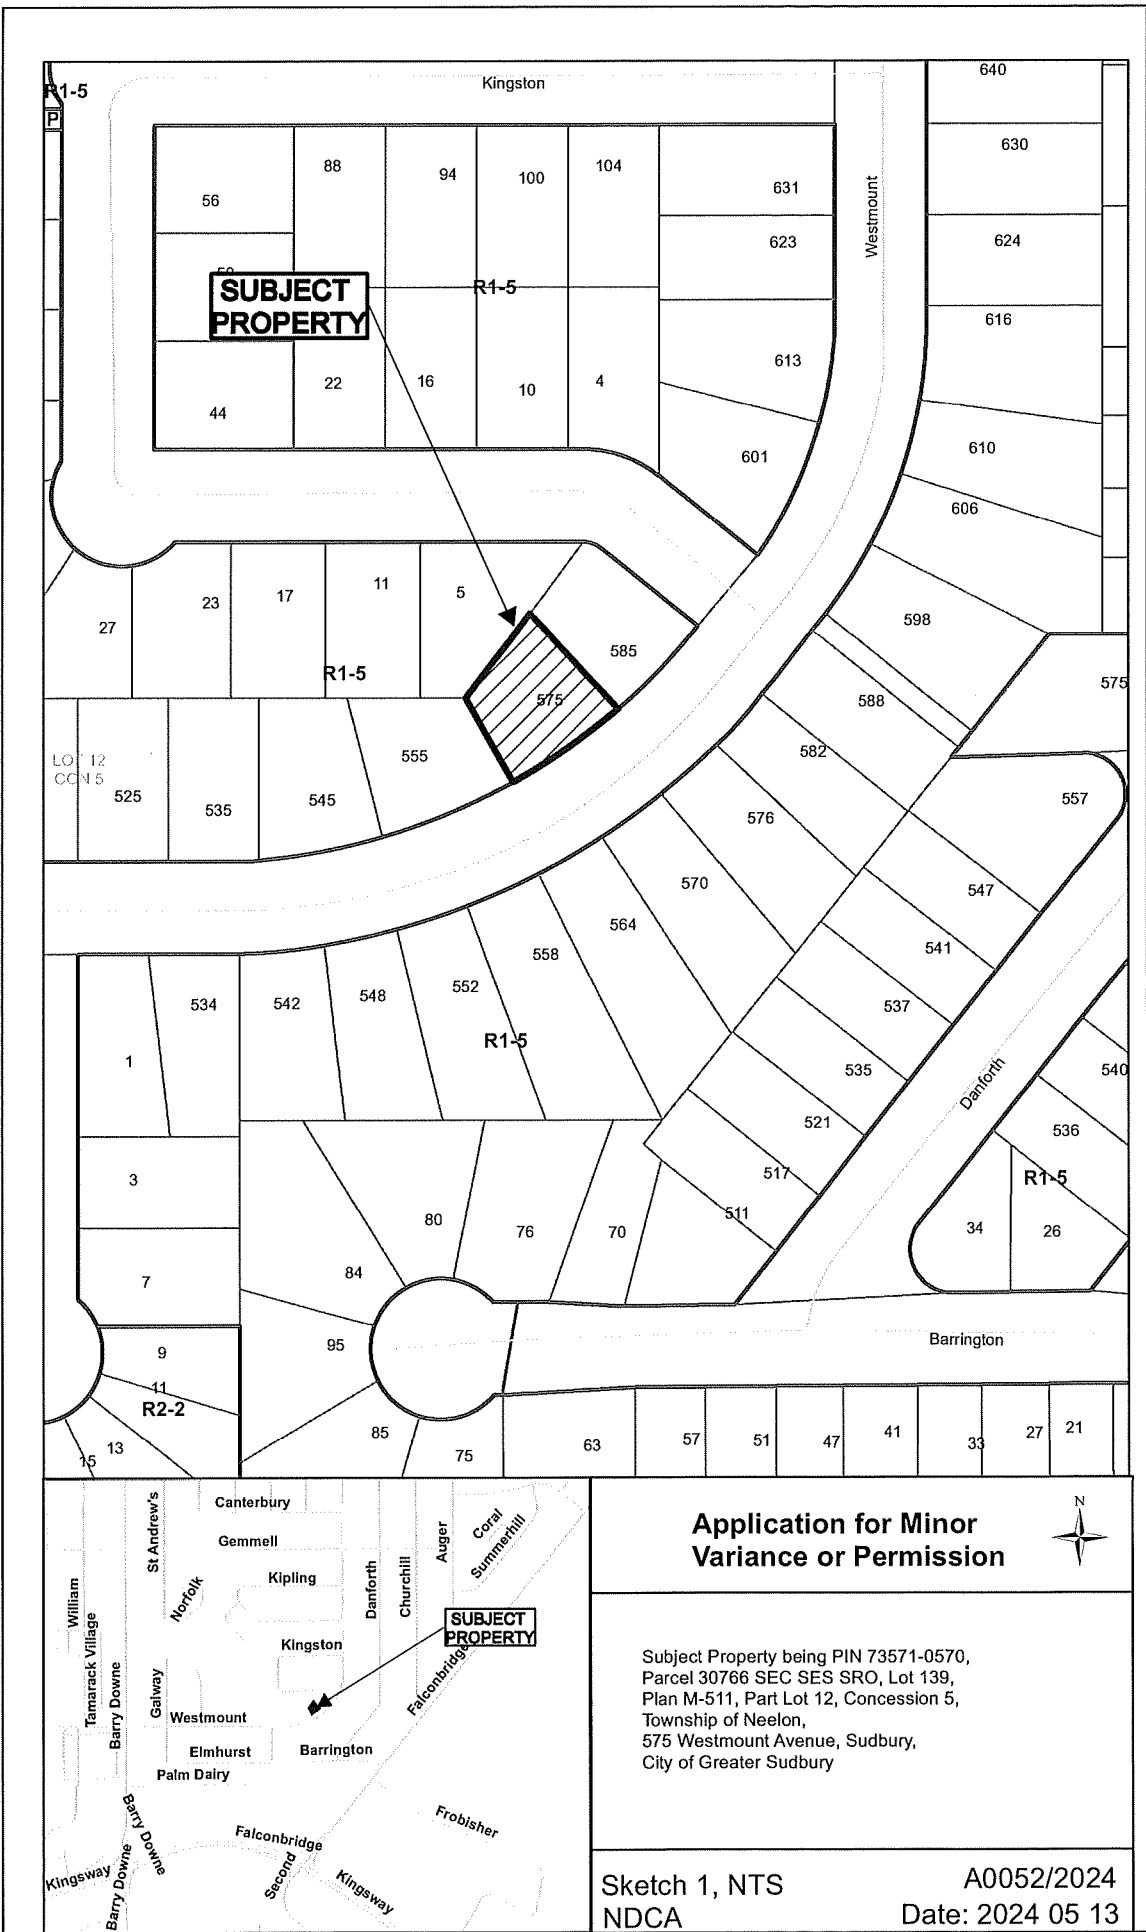 Kingston
640
R1-5
P
630
88
94
100
104
631
56
Westmount
623
624
50
SUBJECT
PROPERTY
R1-5
616
613
22
16
10
4
44
601
610
606
5
11
17
23
27
598
585
R1-5
575
575
588
555
582
LOT 12
CON 5
525
535
545
557
576
570
547
564
541
558
552
548
542
534
537
R1-5
1
535
Danforth
540
521
536
3
517
R1-5
511
80
76
70
34
26
84
7
95
Barrington
9
11
R2-2
85
75
63
57
51
47
41
33
27
21
13
15
Canterbury
St Andrew's
Gemmell
Auger
Coral
Summerhill
Kipling
Norfolk
Danforth
Churchill
William
SUBJECT
PROPERTY
Tamarack Village
Kingston
Barry Downe
Galway
Falconbridge
Westmount
Elmhurst
Barrington
Palm Dairy
Barry Downe
Falconbridge
Frobisher
Kingsway
Barry Downe
Second
Kingsway
Application for Minor
Variance or Permission
N
Subject Property being PIN 73571-0570,
Parcel 30766 SEC SES SRO, Lot 139,
Plan M-511, Part Lot 12, Concession 5,
Township of Neelon,
575 Westmount Avenue, Sudbury,
City of Greater Sudbury
Sketch 1, NTS
NDCA
A0052/2024
Date: 2024 05 13